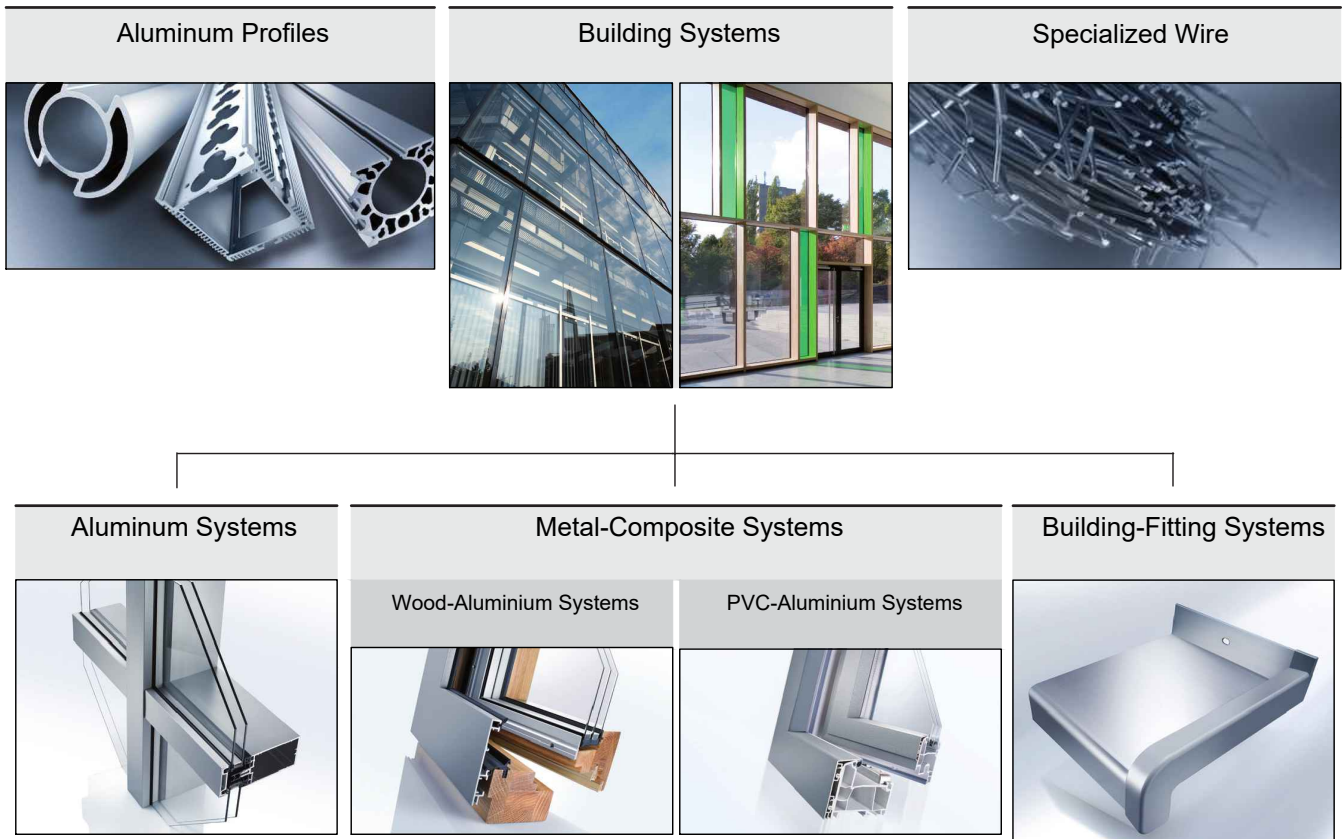 Aluminum Profiles
Building Systems
Specialized Wire
Aluminum Systems
Metal-Composite Systems
Building-Fitting Systems
Wood-Aluminium Systems
PVC-Aluminium Systems